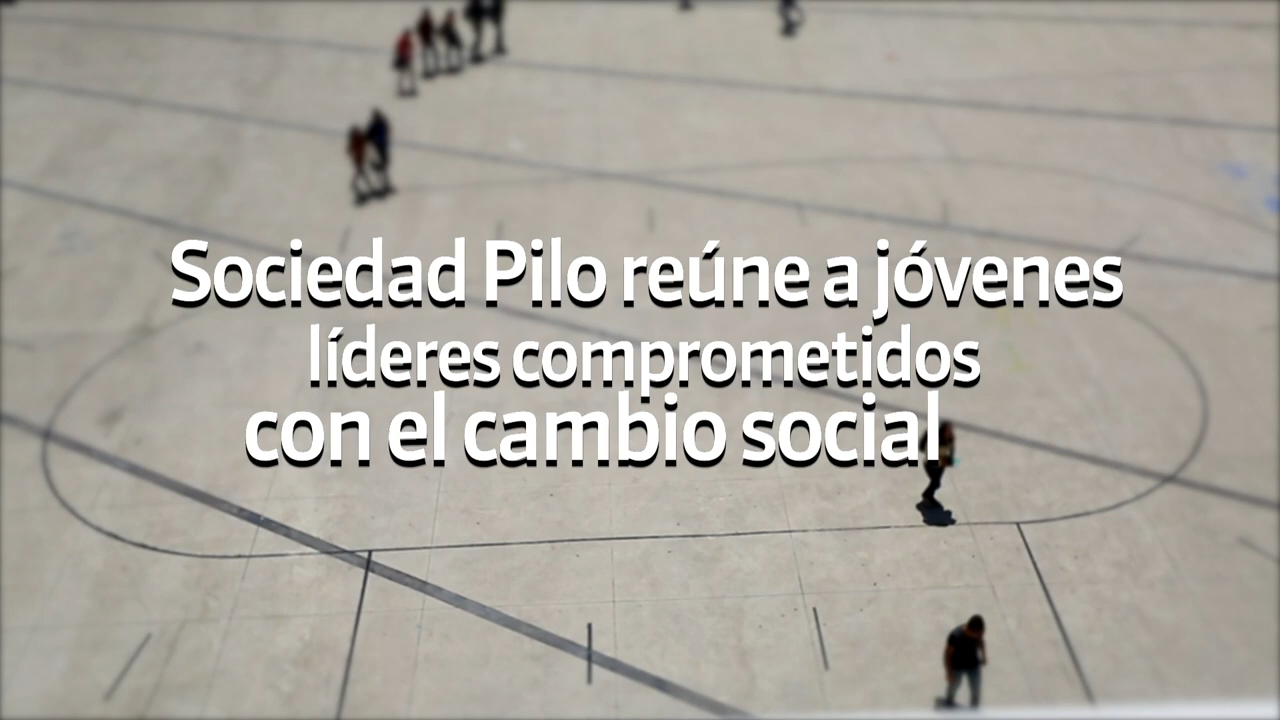 Sociedad Pilo reúne a jóvenes
líderes comprometidos
con el cambio social